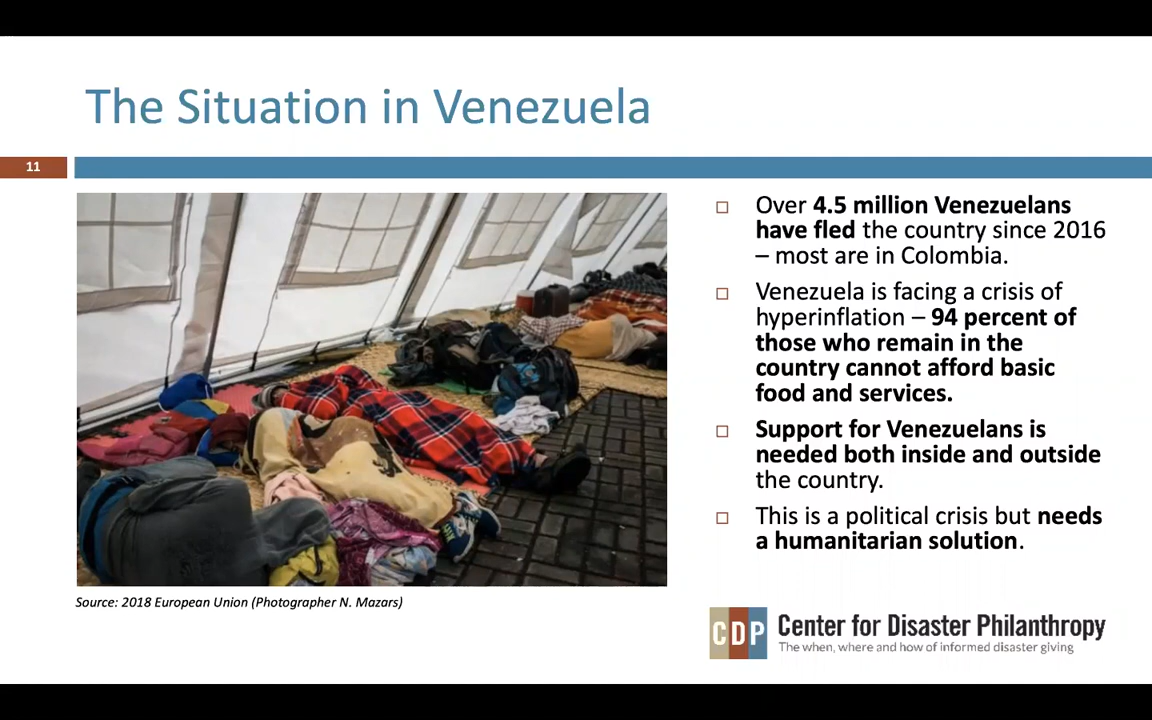 The Situation in Venezuela
11
Over 4.5 million Venezuelans
have fled the country since 2016
– most are in Colombia.
Venezuela is facing a crisis of
hyperinflation – 94 percent of
those who remain in the
country cannot afford basic
food and services.
Support for Venezuelans is
needed both inside and outside
the country.
This is a political crisis but needs
a humanitarian solution.
Source: 2018 European Union (Photographer N. Mazars)
CDP Center for Disaster Philanthropy
The when, where and how of informed disaster giving